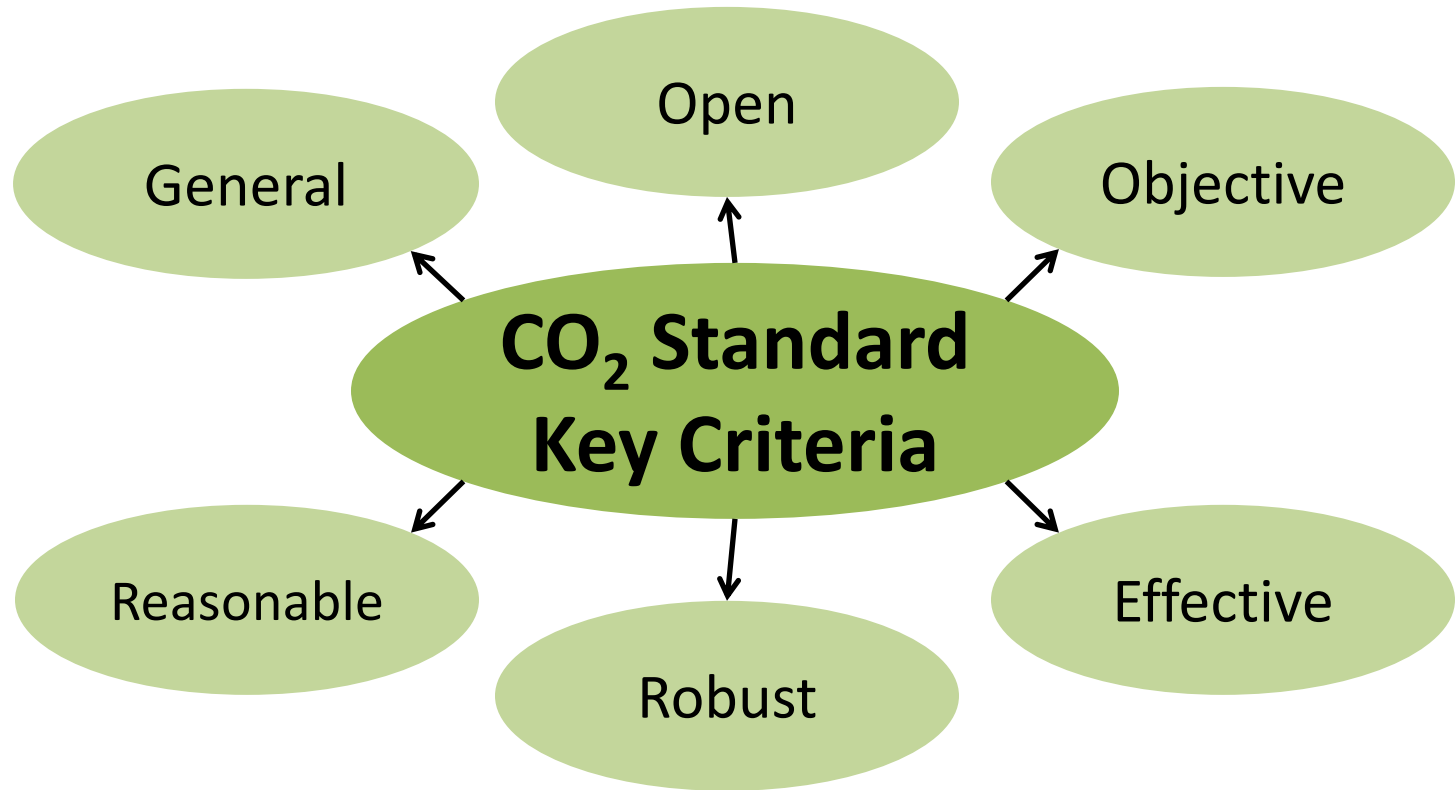 Open
General
Objective
CO₂ Standard
Key Criteria
Reasonable
Effective
Robust